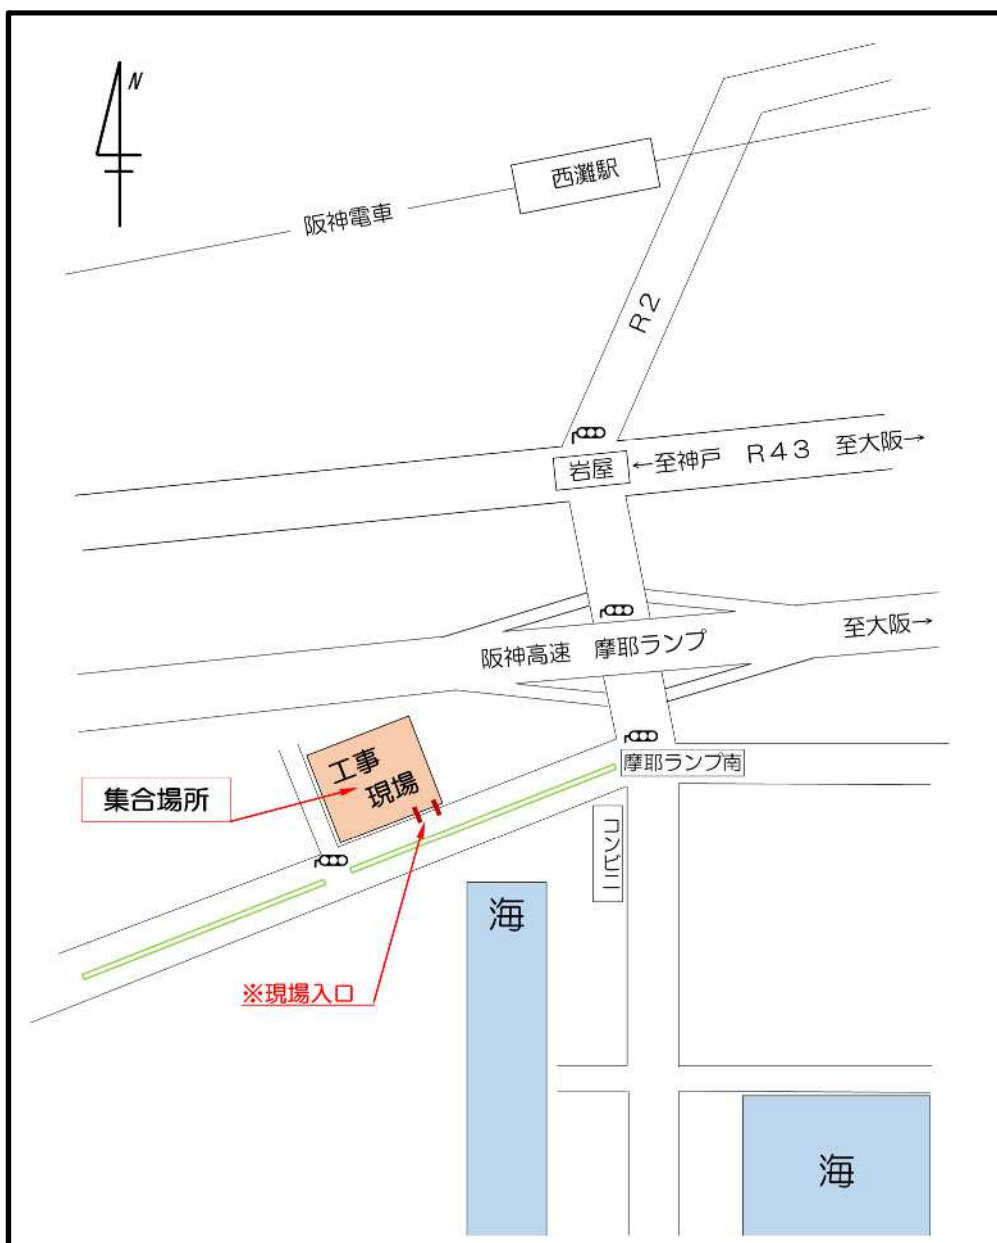 N
西灘駅
阪神電車
R2
岩屋
←至神戸 R43 至大阪→
阪神高速 摩耶ランプ
至大阪→
摩耶ランプ南
工事
現場
集合場所
コンビニ
海
※現場入口
海